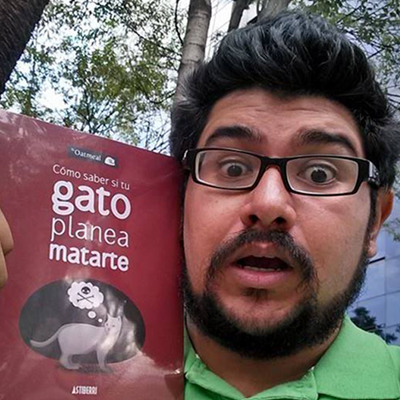 The Oatmeal
Cómo saber si tu
gato
planea
matarte
ASTIBERRI